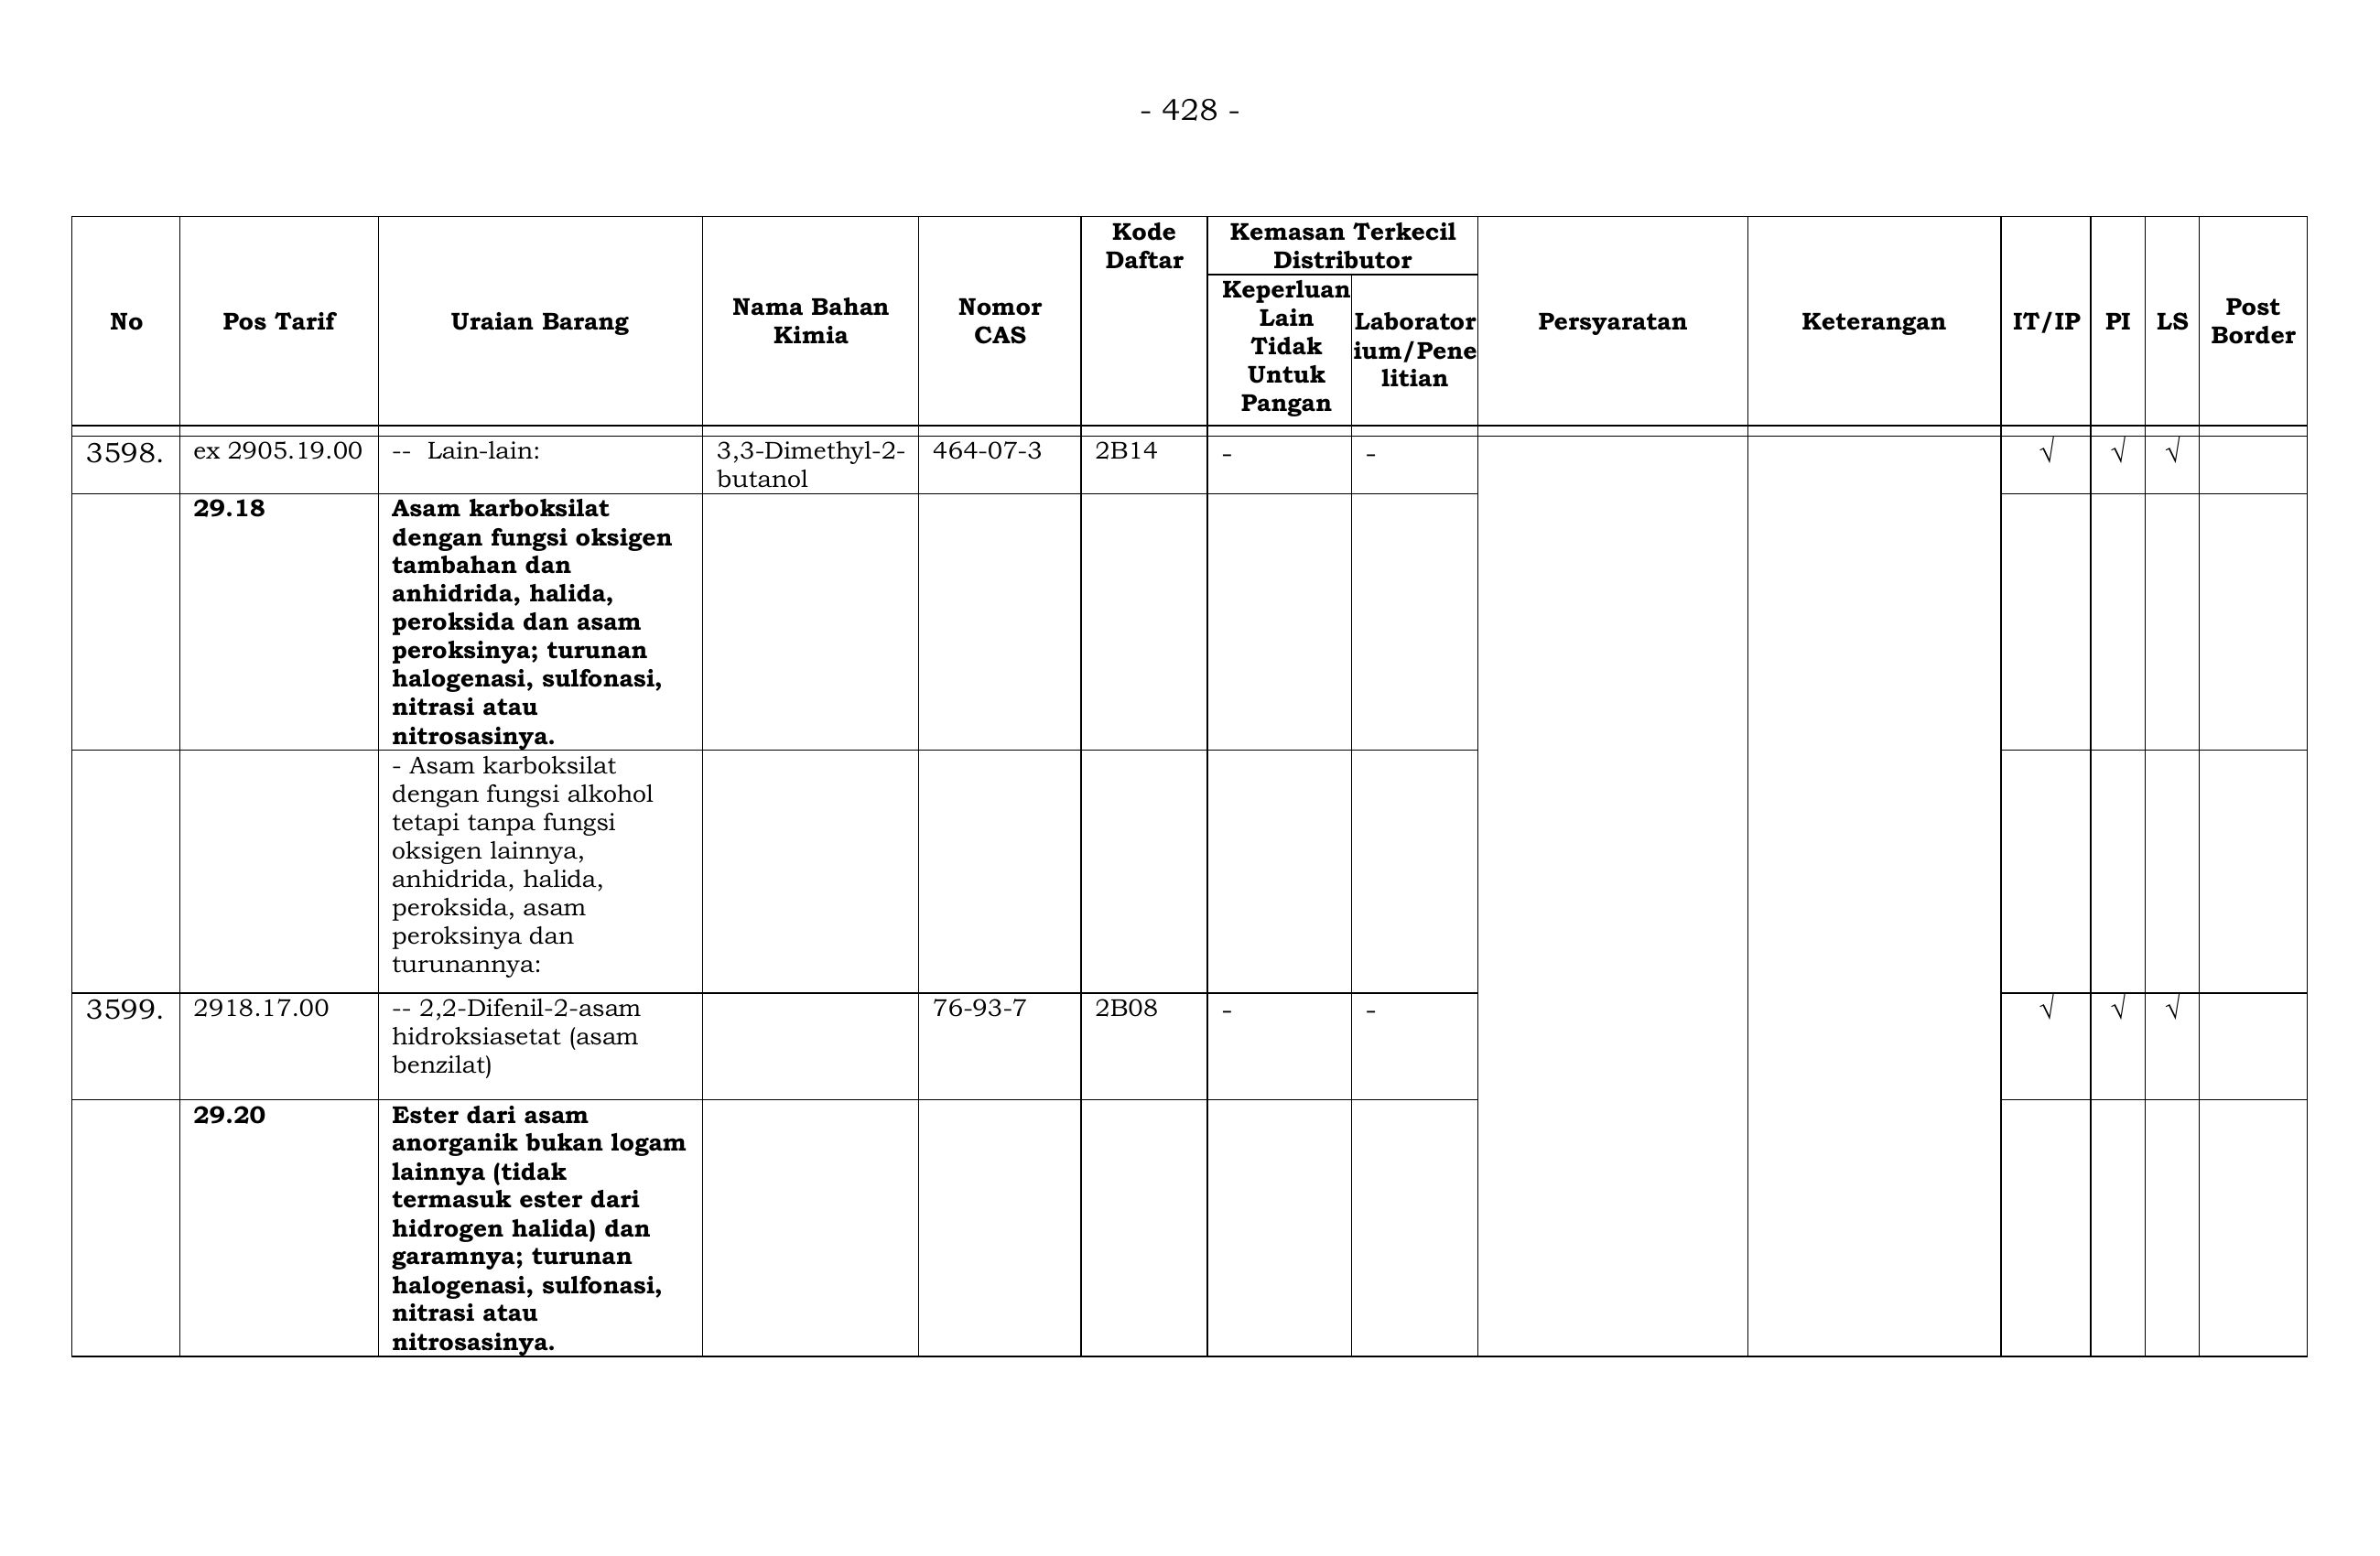 - 428 -
No
Pos Tarif
Uraian Barang
Nama Bahan
Kimia
Nomor
CAS
Kode
Daftar
Kemasan Terkecil
Distributor
Keperluan
Lain
Tidak
Untuk
Pangan
Laborator
ium/Pene
litian
Persyaratan
Keterangan
IT/IP
PI
LS
Post
Border
3598.
ex 2905.19.00
-- Lain-lain:
3,3-Dimethyl-2-
butanol
464-07-3
2B14
-
-
√
√
√
29.18
Asam karboksilat
dengan fungsi oksigen
tambahan dan
anhidrida, halida,
peroksida dan asam
peroksinya; turunan
halogenasi, sulfonasi,
nitrasi atau
nitrosasinya.
- Asam karboksilat
dengan fungsi alkohol
tetapi tanpa fungsi
oksigen lainnya,
anhidrida, halida,
peroksida, asam
peroksinya dan
turunannya:
3599.
2918.17.00
-- 2,2-Difenil-2-asam
hidroksiasetat (asam
benzilat)
76-93-7
2B08
-
-
√
√
√
29.20
Ester dari asam
anorganik bukan logam
lainnya (tidak
termasuk ester dari
hidrogen halida) dan
garamnya; turunan
halogenasi, sulfonasi,
nitrasi atau
nitrosasinya.